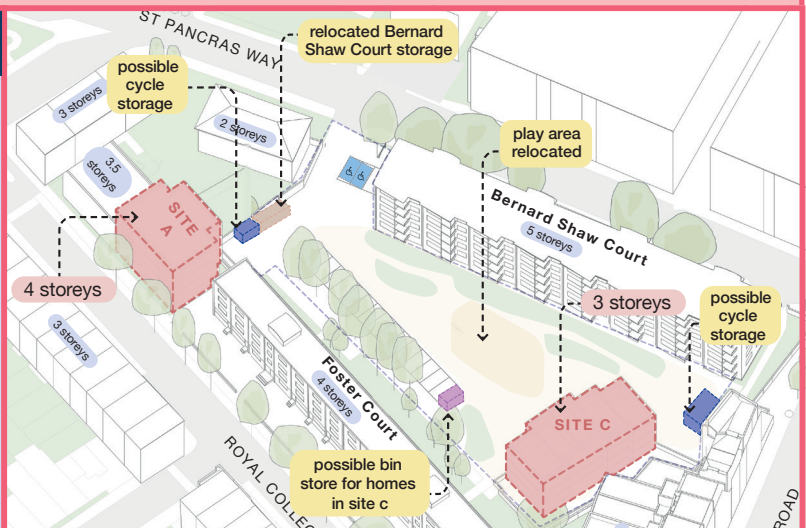 ST PANCRAS WAY
relocated Bernard
Shaw Court storage
possible
cycle
storage
3 storeys
2 storeys
play area
relocated
3.5
storeys
SITE
A
Bernard Shaw Court
5 storeys
4 storeys
3 storeys
possible
cycle
storage
3 storeys
Foster Court
4 storeys
SITE C
possible bin
store for homes
in site c
ROYAL COLLEG
ROAD